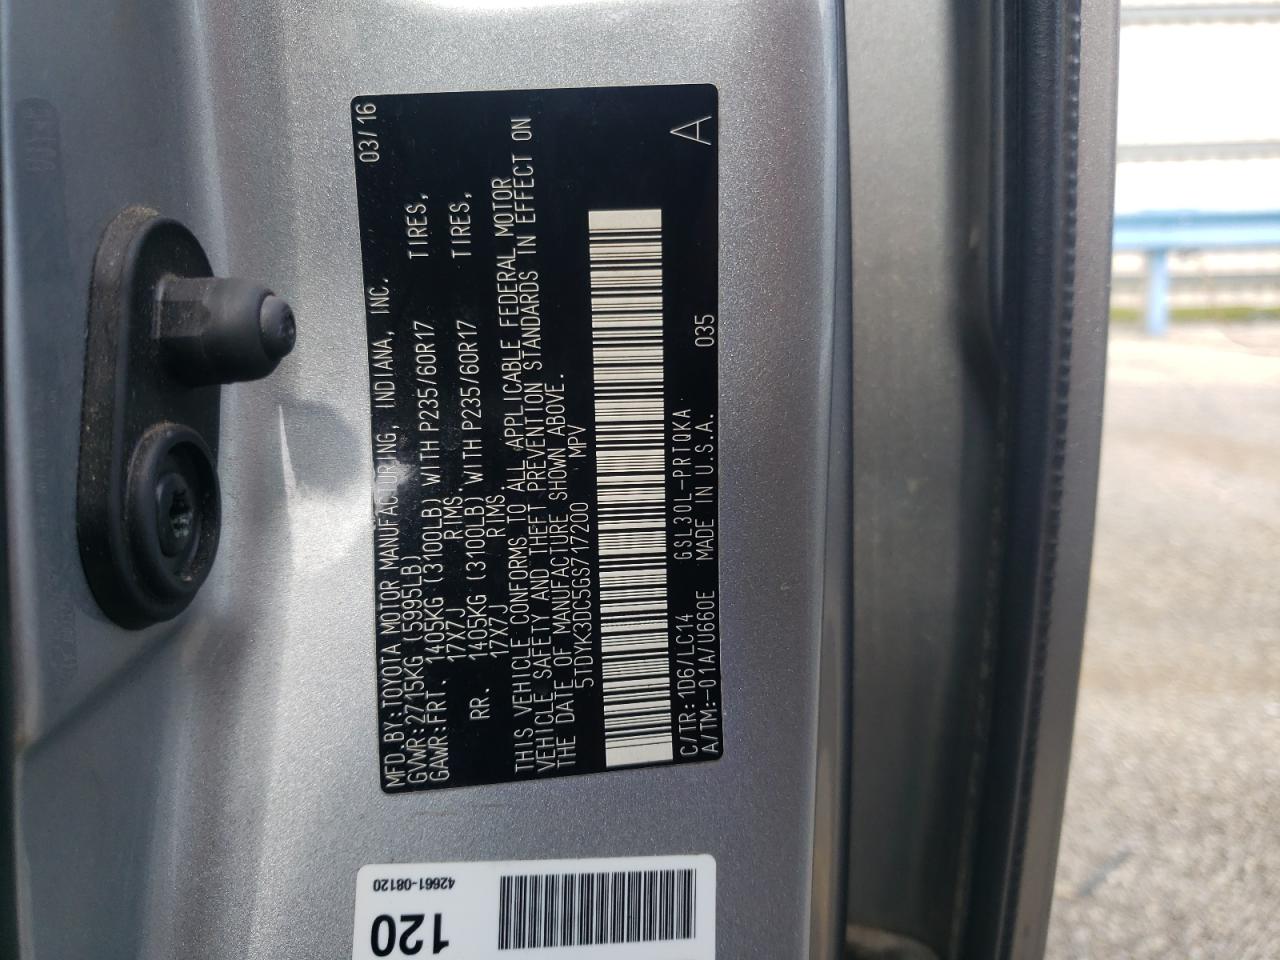 MFD.BY:TOYOTA MOTOR MANUFACTURING, INDIANA, INC. 03/16
GVWR:2715KG (5995LB)
GAWR:FRT. 1405KG (3100LB) WITH P235/60R17 TIRES,
17X7J RIMS
RR. 1405KG (3100LB) WITH P235/60R17 TIRES,
17X7J RIMS
THIS VEHICLE CONFORMS TO ALL APPLICABLE FEDERAL MOTOR
VEHICLE SAFETY AND THEFT PREVENTION STANDARDS IN EFFECT ON
THE DATE OF MANUFACTURE SHOWN ABOVE.
5TDYK3DC5GS717200 MPV
C/TR:1D6/LC14 GSL30L-PRTQKA A
A/TM:-01A/U660E MADE IN U.S.A. 035
42661-08120
120